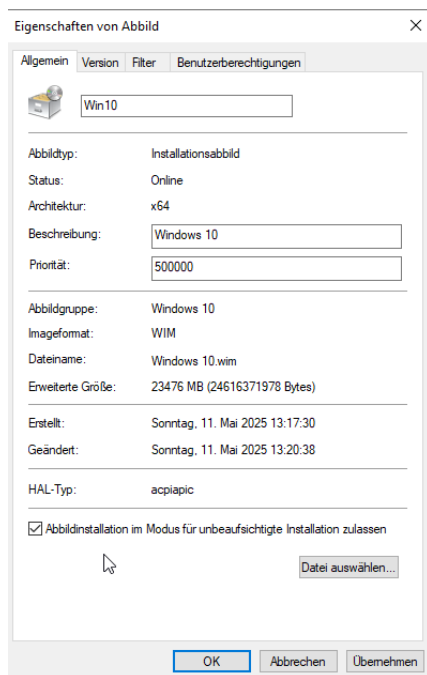 Eigenschaften von Abbild
Allgemein Version Filter Benutzerberechtigungen
Win10
Abbildtyp: Installationsabbild
Status: Online
Architektur: x64
Beschreibung: Windows 10
Priorität: 500000
Abbildgruppe: Windows 10
Imageformat: WIM
Dateiname: Windows 10.wim
Erweiterte Größe: 23476 MB (24616371978 Bytes)
Erstellt: Sonntag, 11. Mai 2025 13:17:30
Geändert: Sonntag, 11. Mai 2025 13:20:38
HAL-Typ: acpiapic
Abbildinstallation im Modus für unbeaufsichtigte Installation zulassen
Datei auswählen...
OK Abbrechen Übernehmen